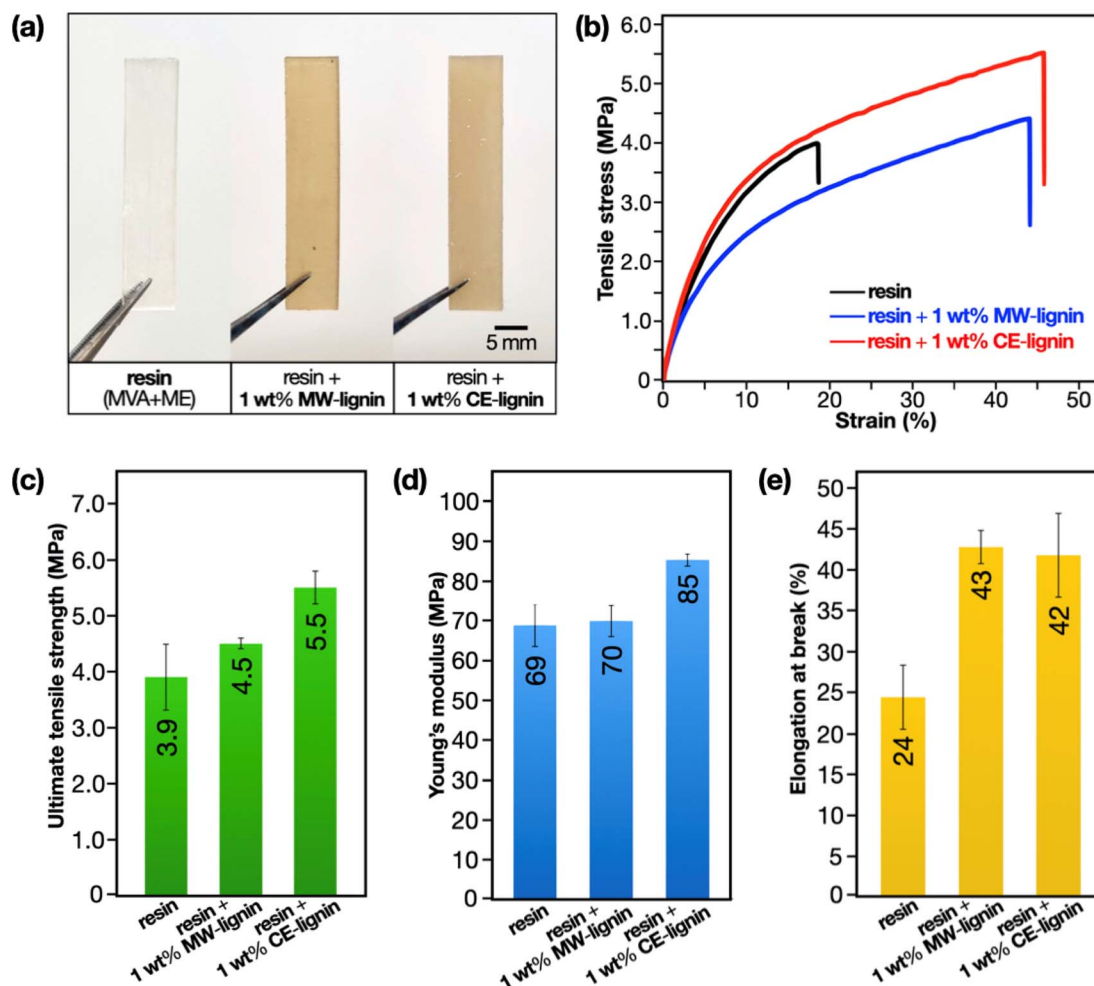 (a)
5 mm
resin
(MVA+ME)
resin +
1 wt% MW-lignin
resin +
1 wt% CE-lignin
(b)
Tensile stress (MPa)
6.0
5.0
4.0
3.0
2.0
1.0
0
0
10
20
30
40
50
Strain (%)
resin
resin + 1 wt% MW-lignin
resin + 1 wt% CE-lignin
(c)
Ultimate tensile strength (MPa)
7.0
6.0
5.0
4.0
3.0
2.0
1.0
0
3.9
4.5
5.5
resin
resin +
1 wt% MW-lignin
resin +
1 wt% CE-lignin
(d)
Young's modulus (MPa)
100
90
80
70
60
50
40
30
20
10
0
69
70
85
resin
resin +
1 wt% MW-lignin
resin +
1 wt% CE-lignin
(e)
Elongation at break (%)
50
45
40
35
30
25
20
15
10
5
0
24
43
42
resin
resin +
1 wt% MW-lignin
resin +
1 wt% CE-lignin